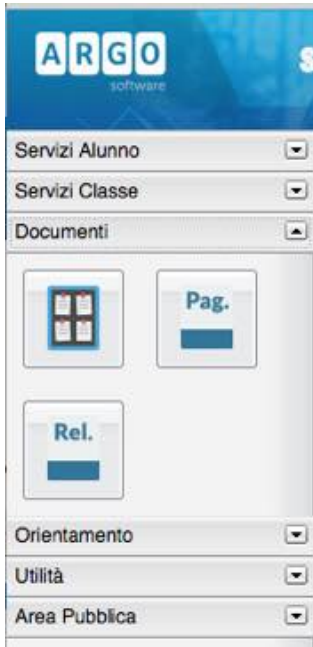 ARGO
software
Servizi Alunno
Servizi Classe
Documenti
Pag.
Rel.
Orientamento
Utilità
Area Pubblica